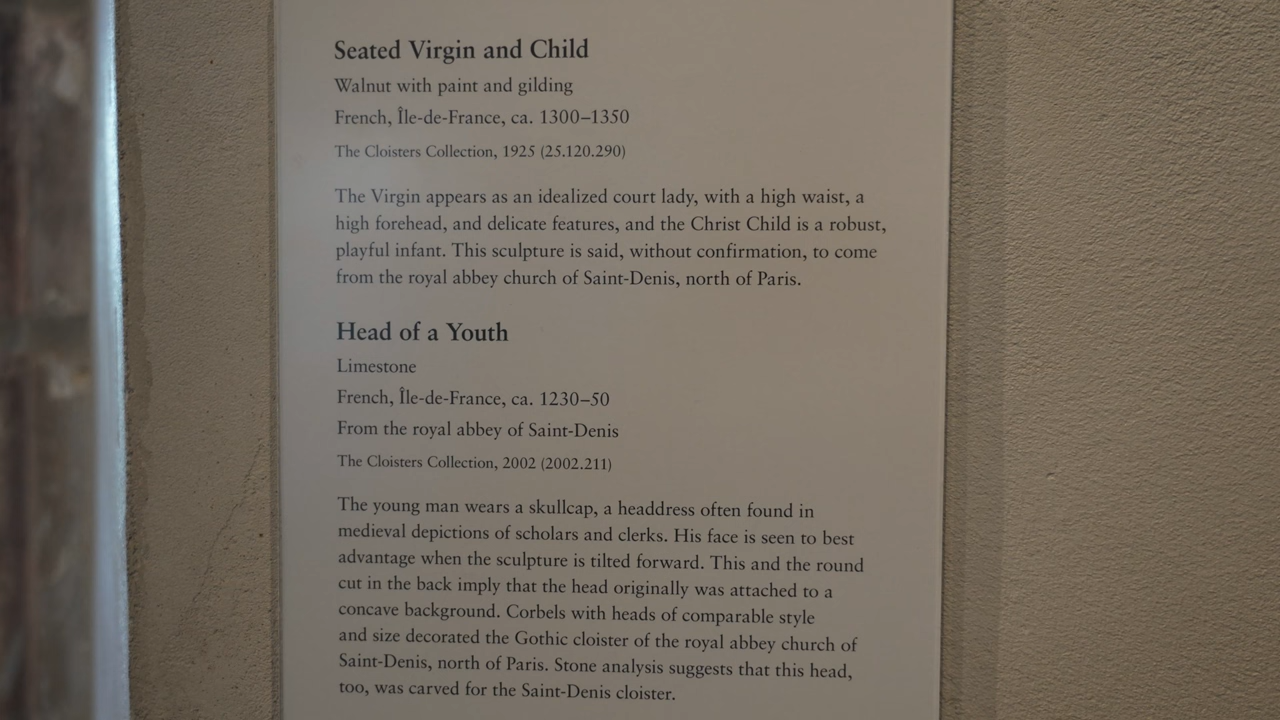 Seated Virgin and Child
Walnut with paint and gilding
French, Île-de-France, ca. 1300–1350
The Cloisters Collection, 1925 (25.120.290)
The Virgin appears as an idealized court lady, with a high waist, a
high forehead, and delicate features, and the Christ Child is a robust,
playful infant. This sculpture is said, without confirmation, to come
from the royal abbey church of Saint-Denis, north of Paris.
Head of a Youth
Limestone
French, Île-de-France, ca. 1230–50
From the royal abbey of Saint-Denis
The Cloisters Collection, 2002 (2002.211)
The young man wears a skullcap, a headdress often found in
medieval depictions of scholars and clerks. His face is seen to best
advantage when the sculpture is tilted forward. This and the round
cut in the back imply that the head originally was attached to a
concave background. Corbels with heads of comparable style
and size decorated the Gothic cloister of the royal abbey church of
Saint-Denis, north of Paris. Stone analysis suggests that this head,
too, was carved for the Saint-Denis cloister.